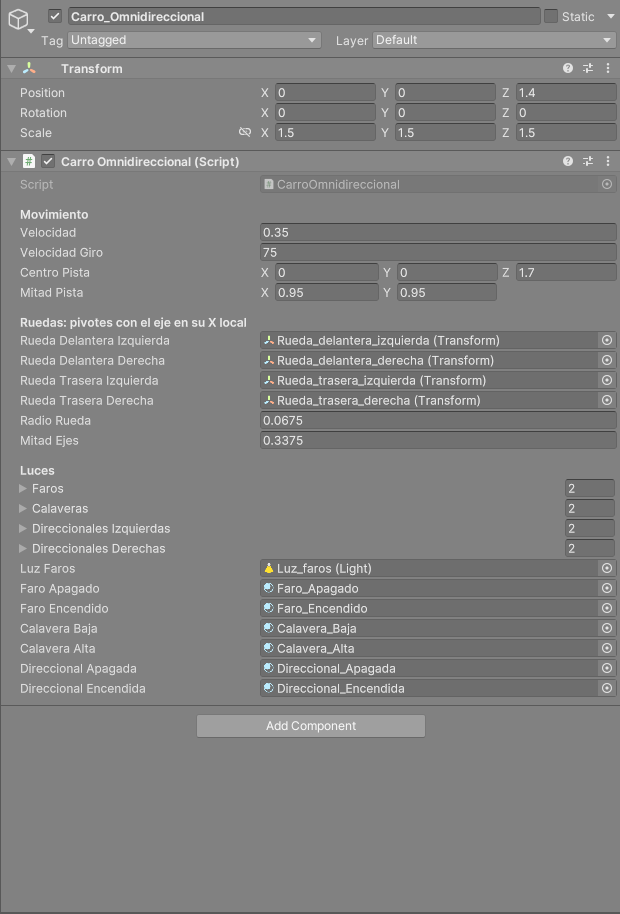 Carro_Omnidireccional Static
Tag Untagged Layer Default
Transform
Position X 0 Y 0 Z 1.4
Rotation X 0 Y 0 Z 0
Scale X 1.5 Y 1.5 Z 1.5
# Carro Omnidireccional (Script)
Script CarroOmnidireccional
Movimiento
Velocidad 0.35
Velocidad Giro 75
Centro Pista X 0 Y 0 Z 1.7
Mitad Pista X 0.95 Y 0.95
Ruedas: pivotes con el eje en su X local
Rueda Delantera Izquierda Rueda_delantera_izquierda (Transform)
Rueda Delantera Derecha Rueda_delantera_derecha (Transform)
Rueda Trasera Izquierda Rueda_trasera_izquierda (Transform)
Rueda Trasera Derecha Rueda_trasera_derecha (Transform)
Radio Rueda 0.0675
Mitad Ejes 0.3375
Luces
Faros 2
Calaveras 2
Direccionales Izquierdas 2
Direccionales Derechas 2
Luz Faros Luz_faros (Light)
Faro Apagado Faro_Apagado
Faro Encendido Faro_Encendido
Calavera Baja Calavera_Baja
Calavera Alta Calavera_Alta
Direccional Apagada Direccional_Apagada
Direccional Encendida Direccional_Encendida
Add Component